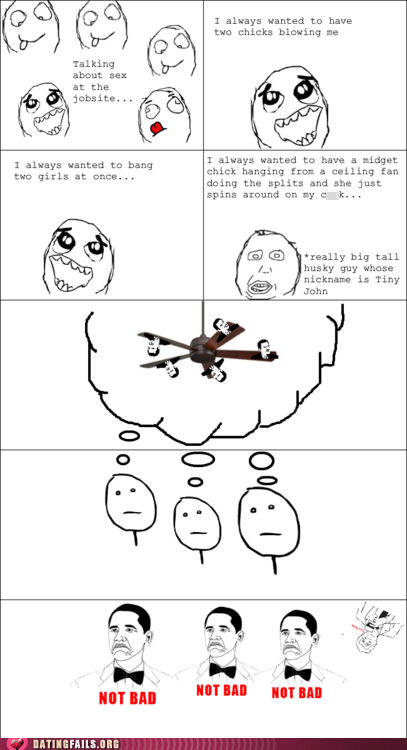 Talking
about sex
at the
jobsite...
I always wanted to have
two chicks blowing me
I always wanted to bang
two girls at once...
I always wanted to have a midget
chick hanging from a ceiling fan
doing the splits and she just
spins around on my c k...
*really big tall
husky guy whose
nickname is Tiny
John
NOT BAD
NOT BAD
NOT BAD
DATINGFAILS.ORG